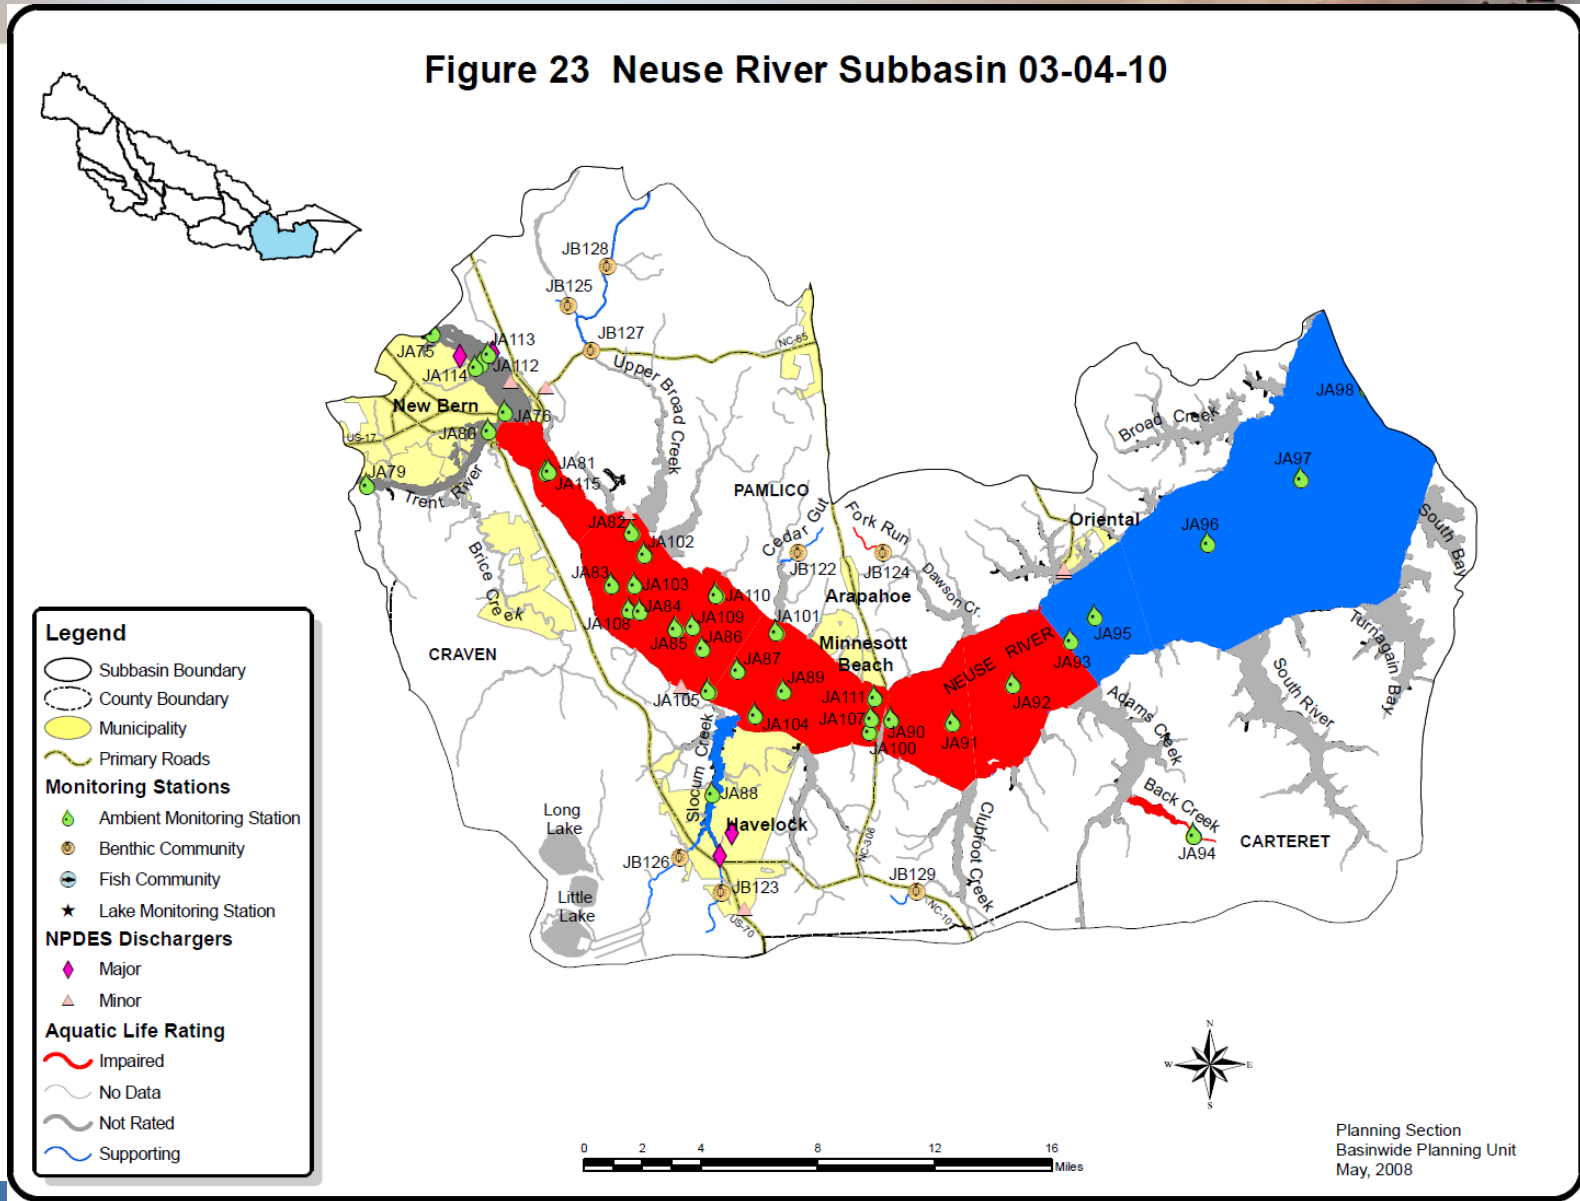 Figure 23 Neuse River Subbasin 03-04-10
JB128
JB125
JB127
NC-55
Upper Broad Creek
JA113
JA75
JA112
JA114
New Bern
JA76
JA80
US-17
JA79
Trent River
JA81
JA115
JA98
Broad Creek
JA97
PAMLICO
JA82
JA102
Cedar Gut
Fork Run
Oriental
JA96
South Bay
Brice Creek
JA83
JA103
JB122
JB124
Dawson Cr.
JA110
Arapahoe
JA84
JA108
JA109
JA101
JA85
JA86
Minnesott
Beach
JA95
Turnagain Bay
CRAVEN
JA87
NEUSE RIVER
JA93
South River
JA89
JA105
JA111
JA92
Adams Creek
JA104
JA107
JA90
JA91
JA100
Slocum Creek
JA88
Back Creek
Long
Lake
Havelock
Clubfoot Creek
CARTERET
JA94
NC-306
JB126
JB123
JB129
Little
Lake
US-70
NC-101
Legend
Subbasin Boundary
County Boundary
Municipality
Primary Roads
Monitoring Stations
Ambient Monitoring Station
Benthic Community
Fish Community
Lake Monitoring Station
NPDES Dischargers
Major
Minor
Aquatic Life Rating
Impaired
No Data
Not Rated
Supporting
N
W E
S
0 2 4 8 12 16
Miles
Planning Section
Basinwide Planning Unit
May, 2008